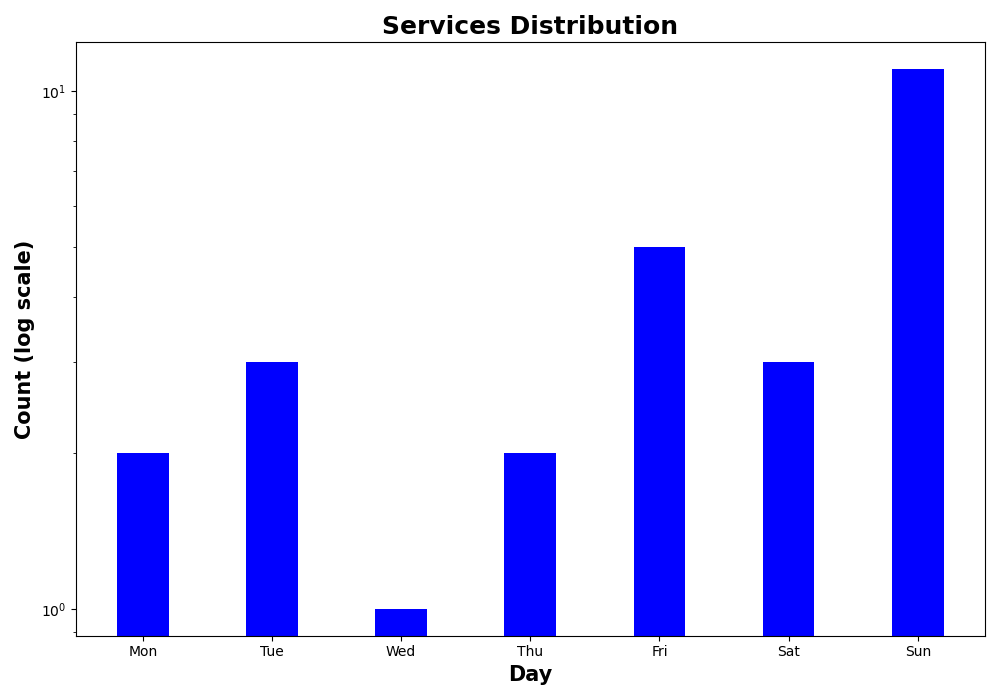 Services Distribution
Count (log scale)
10¹
10⁰
Mon Tue Wed Thu Fri Sat Sun
Day